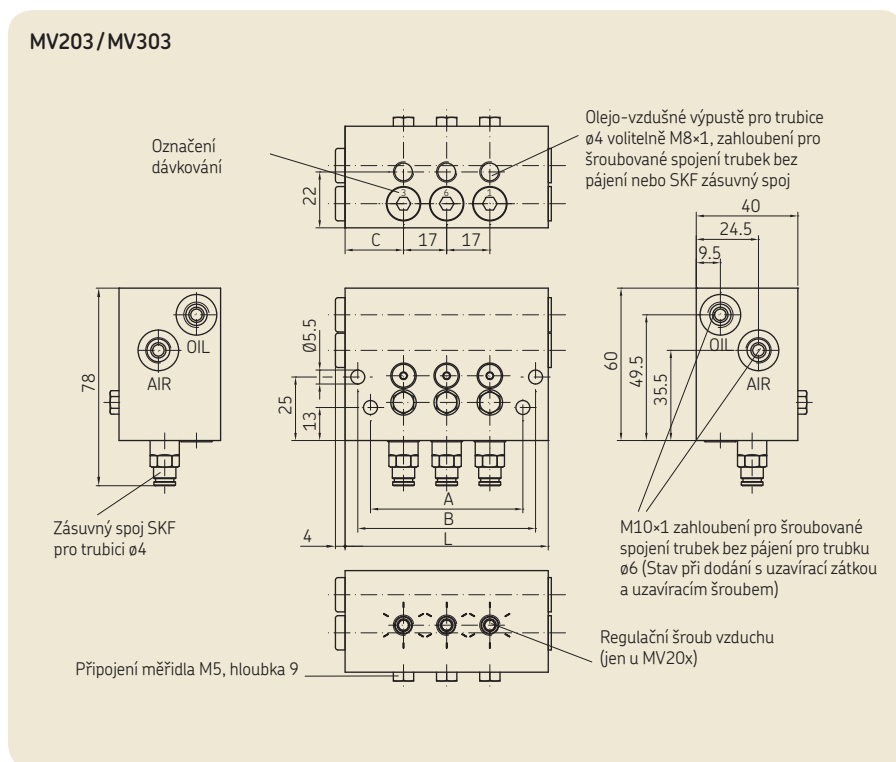 MV203/MV303
Označení
dávkování
Olejo-vzdušné výpustě pro trubice
ø4 volitelně M8×1, zahloubení pro
šroubované spojení trubek bez
pájení nebo SKF zásuvný spoj
3 6 1
22
C 17 17
40
24.5
9.5
OIL
AIR
78
Ø5.5
25
13
A
B
4 L
OIL
AIR
60
49.5
35.5
Zásuvný spoj SKF
pro trubici ø4
M10×1 zahloubení pro šroubované
spojení trubek bez pájení pro trubku
ø6 (Stav při dodání s uzavírací zátkou
a uzavíracím šroubem)
Regulační šroub vzduchu
(jen u MV20x)
Připojení měřidla M5, hloubka 9